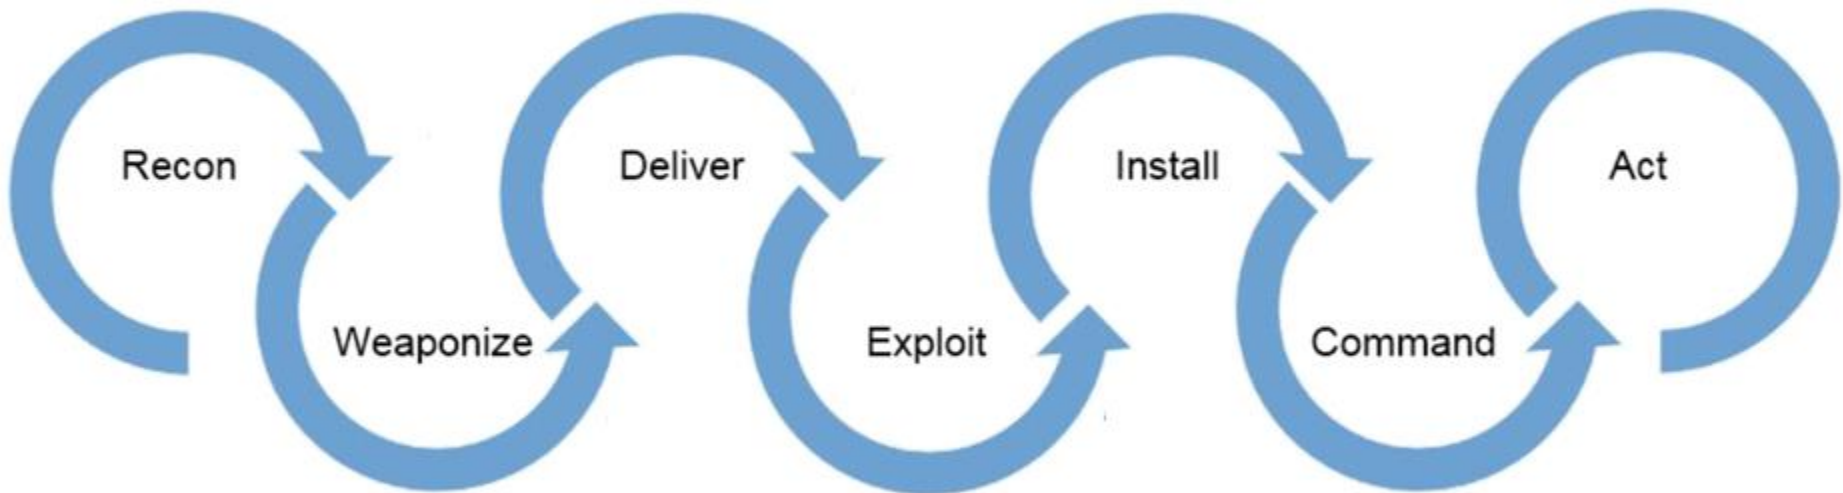 Recon
Weaponize
Deliver
Exploit
Install
Command
Act